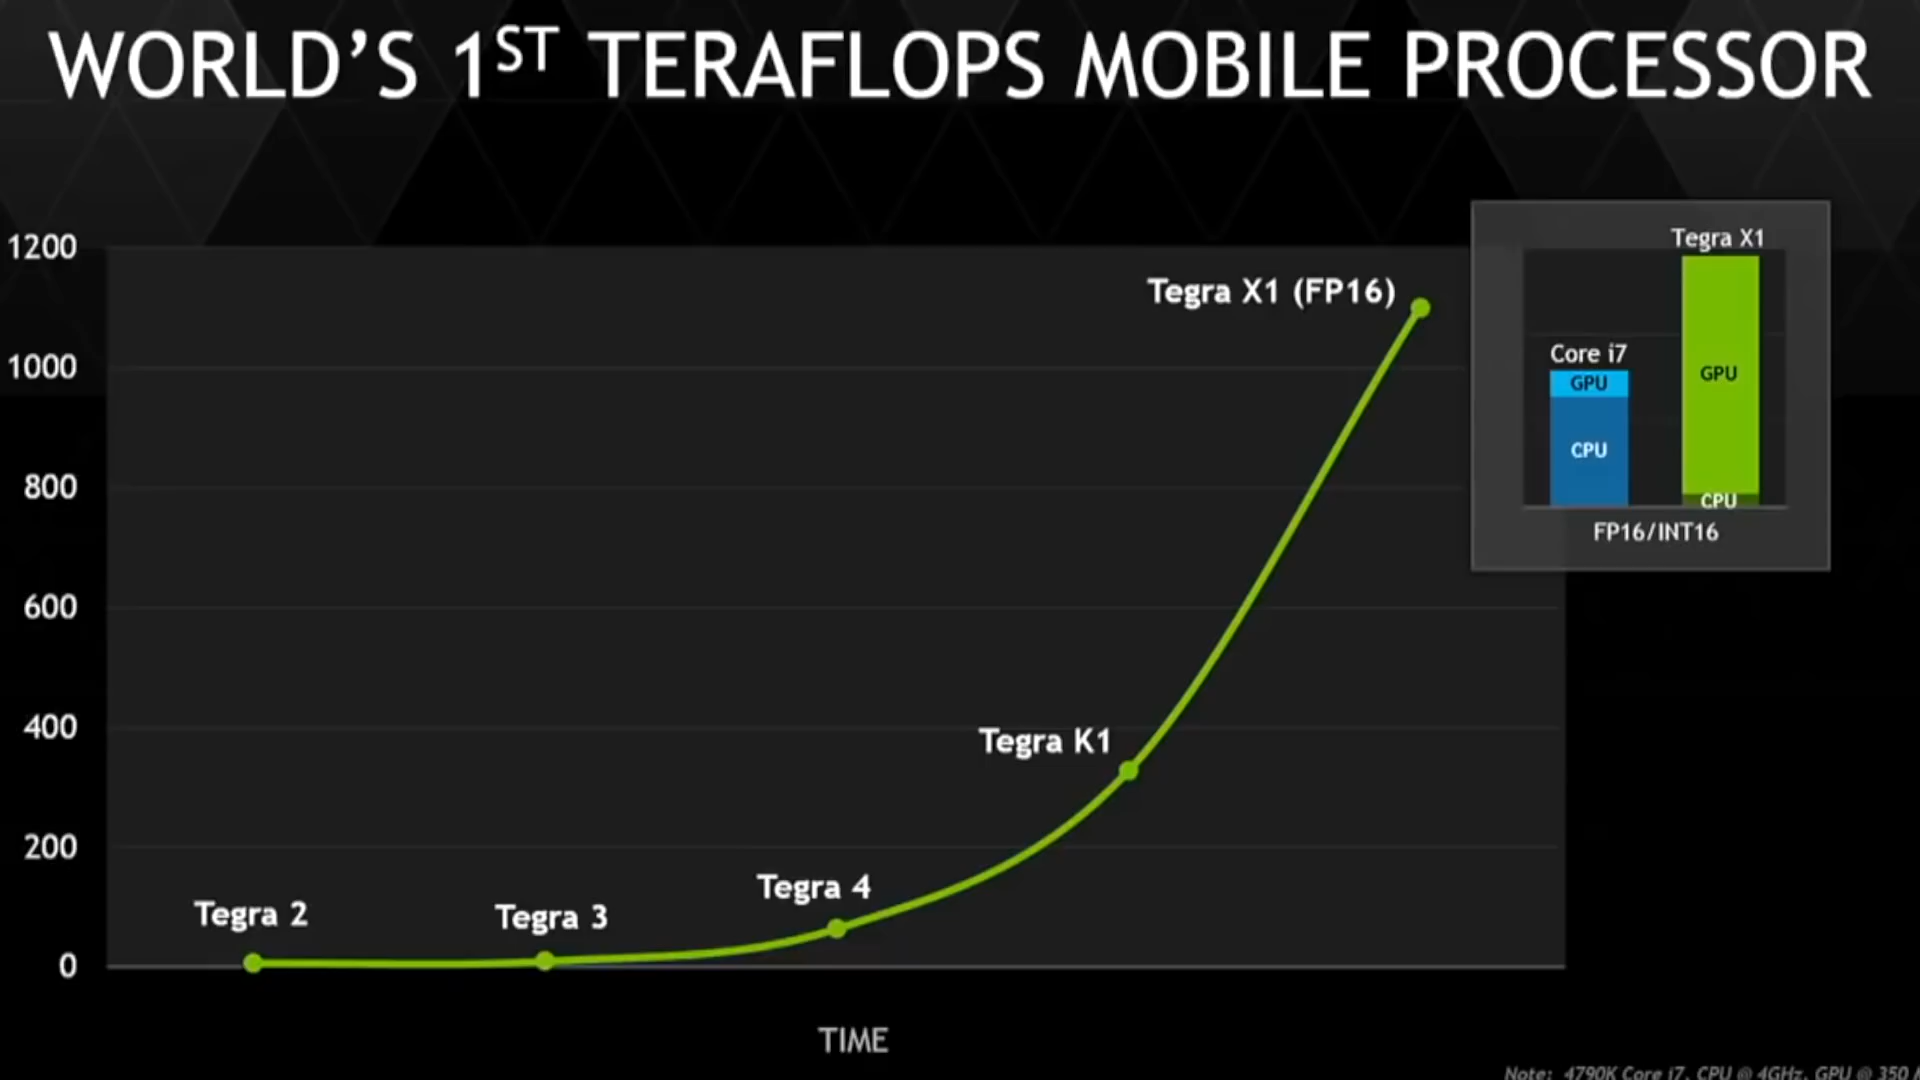 WORLD'S 1ST TERAFLOPS MOBILE PROCESSOR
1200
1000
800
600
400
200
0
Tegra 2
Tegra 3
Tegra 4
Tegra K1
Tegra X1 (FP16)
TIME
Tegra X1
Core i7
GPU
CPU
GPU
CPU
FP16/INT16
Note: 4790K Core i7, CPU @ 4GHz, GPU @ 350